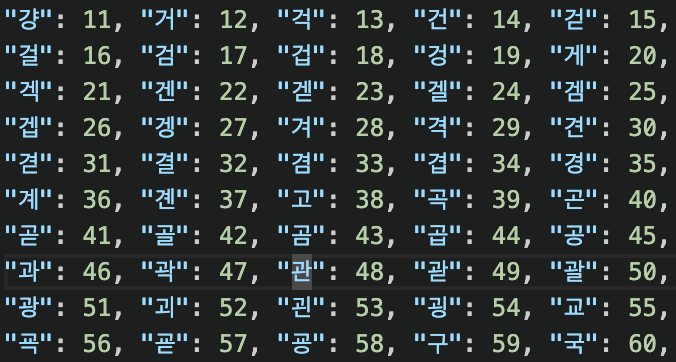 "걍": 11, "거": 12, "걱": 13, "건": 14, "걷": 15,
"걸": 16, "검": 17, "겁": 18, "겅": 19, "게": 20,
"겍": 21, "겐": 22, "겓": 23, "겔": 24, "겜": 25,
"겝": 26, "겡": 27, "겨": 28, "격": 29, "견": 30,
"겯": 31, "결": 32, "겸": 33, "겹": 34, "경": 35,
"계": 36, "곈": 37, "고": 38, "곡": 39, "곤": 40,
"곧": 41, "골": 42, "곰": 43, "곱": 44, "공": 45,
"과": 46, "곽": 47, "관": 48, "괃": 49, "괄": 50,
"광": 51, "괴": 52, "괸": 53, "굉": 54, "교": 55,
"굑": 56, "굗": 57, "굥": 58, "구": 59, "국": 60,